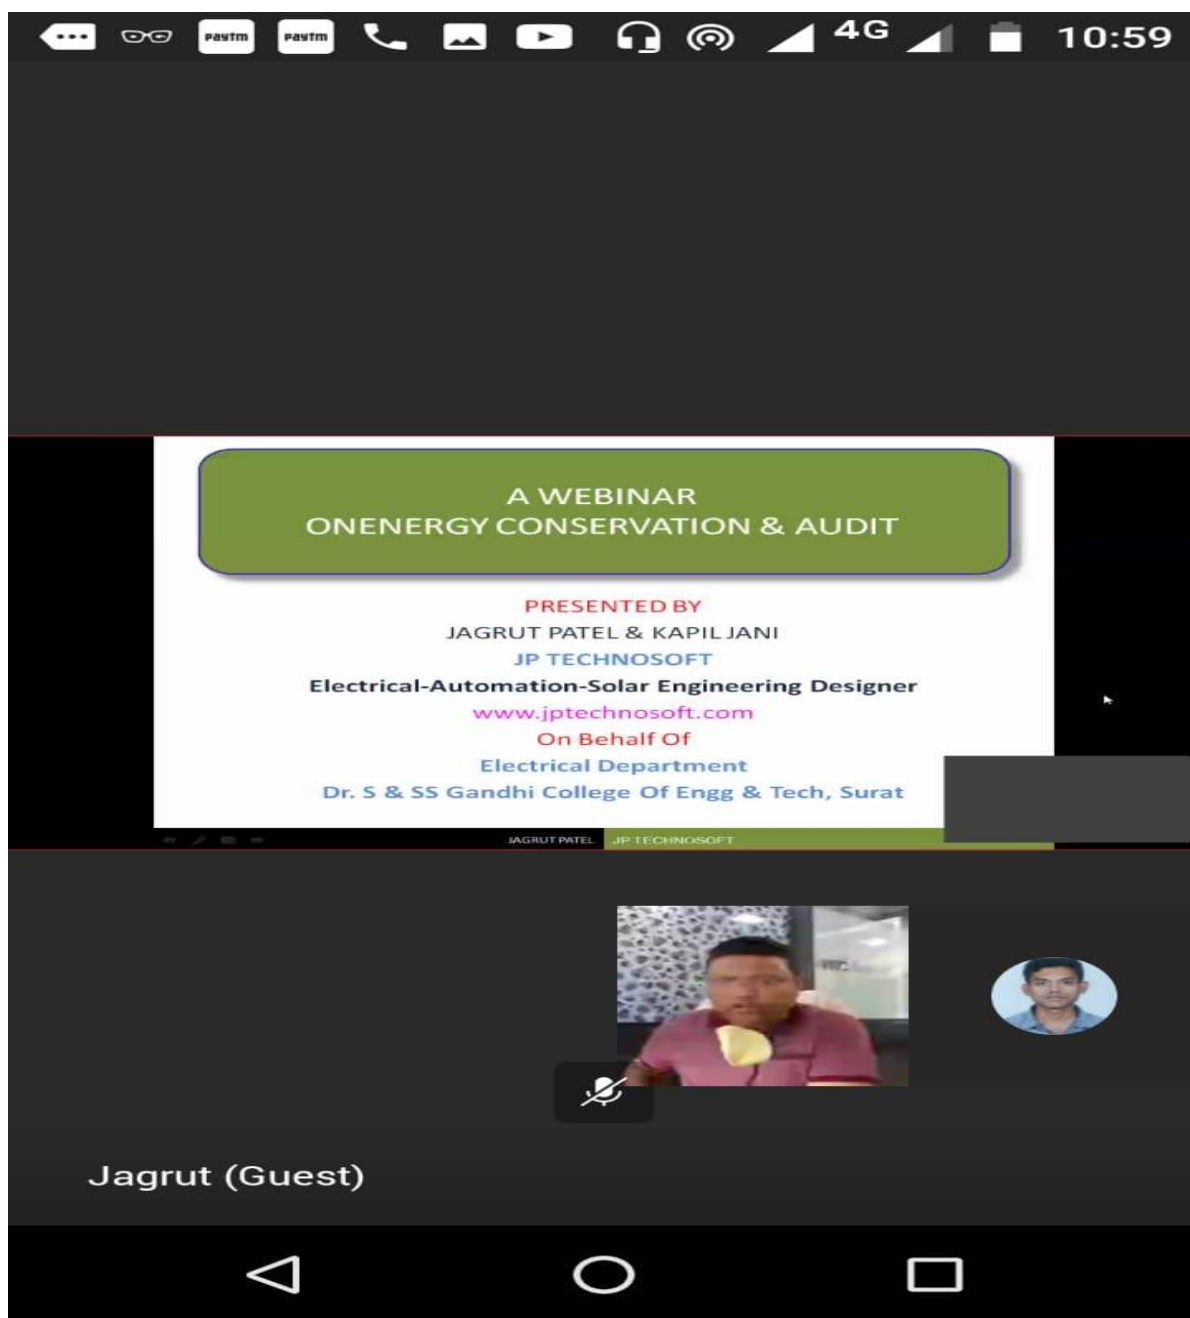 Paytm Paytm 4G 10:59
A WEBINAR
ONENERGY CONSERVATION & AUDIT
PRESENTED BY
JAGRUT PATEL & KAPIL JANI
JP TECHNOSOFT
Electrical-Automation-Solar Engineering Designer
www.jptechnosoft.com
On Behalf Of
Electrical Department
Dr. S & SS Gandhi College Of Engg & Tech, Surat
JAGRUT PATEL JP TECHNOSOFT
Jagrut (Guest)